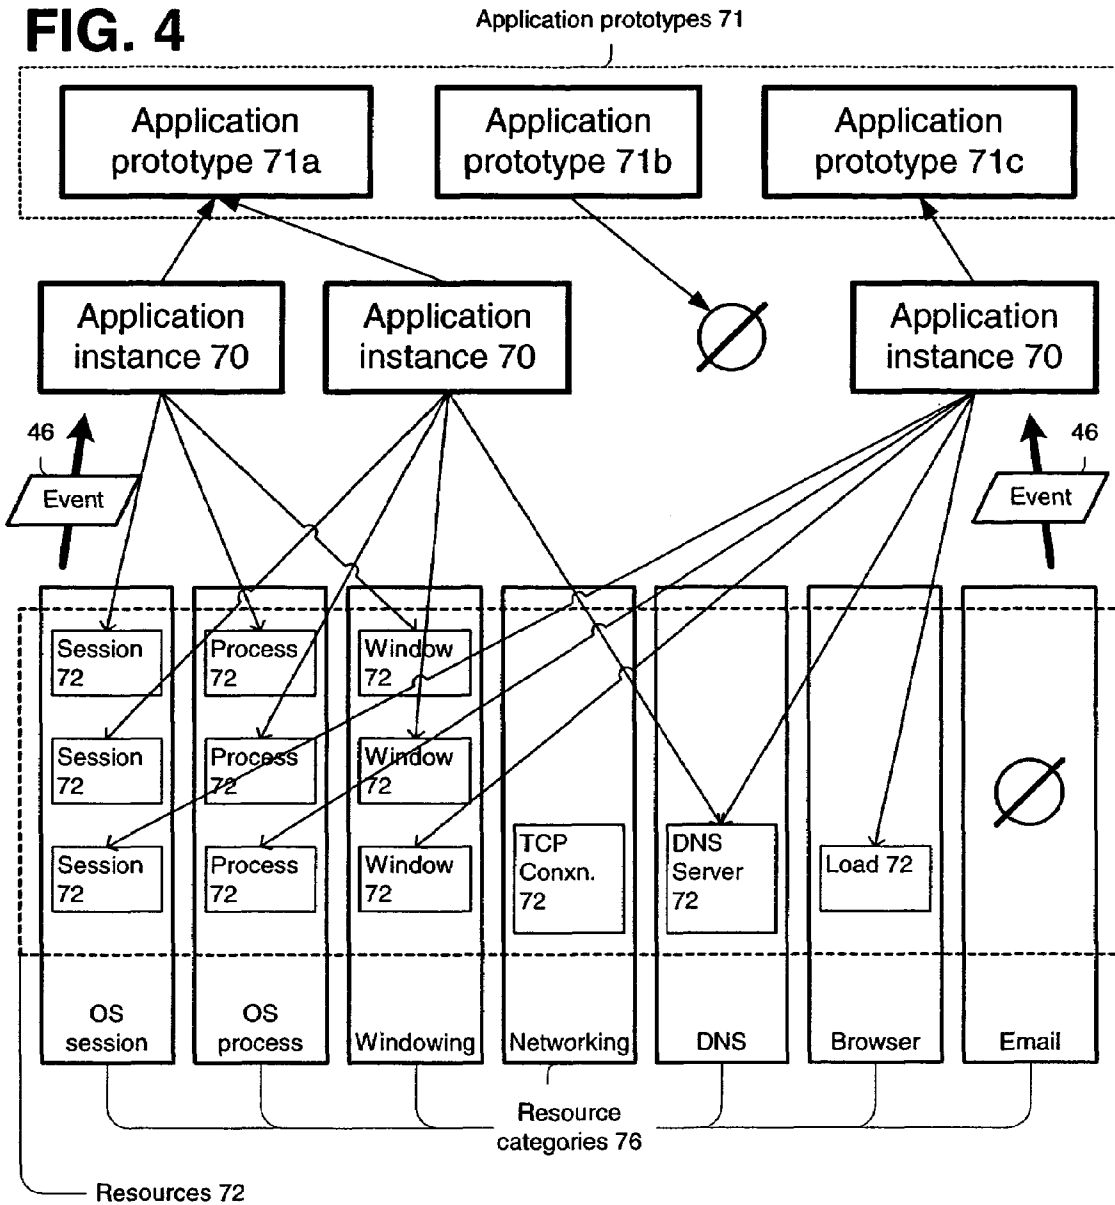 FIG. 4
Application prototypes 71
Application
prototype 71a
Application
prototype 71b
Application
prototype 71c
Application
instance 70
Application
instance 70
Application
instance 70
46
Event
46
Event
Session
72
Process
72
Window
72
Session
72
Process
72
Window
72
Session
72
Process
72
Window
72
TCP
Conxn.
72
DNS
Server
72
Load 72
OS
session
OS
process
Windowing
Networking
DNS
Browser
Email
Resource
categories 76
Resources 72